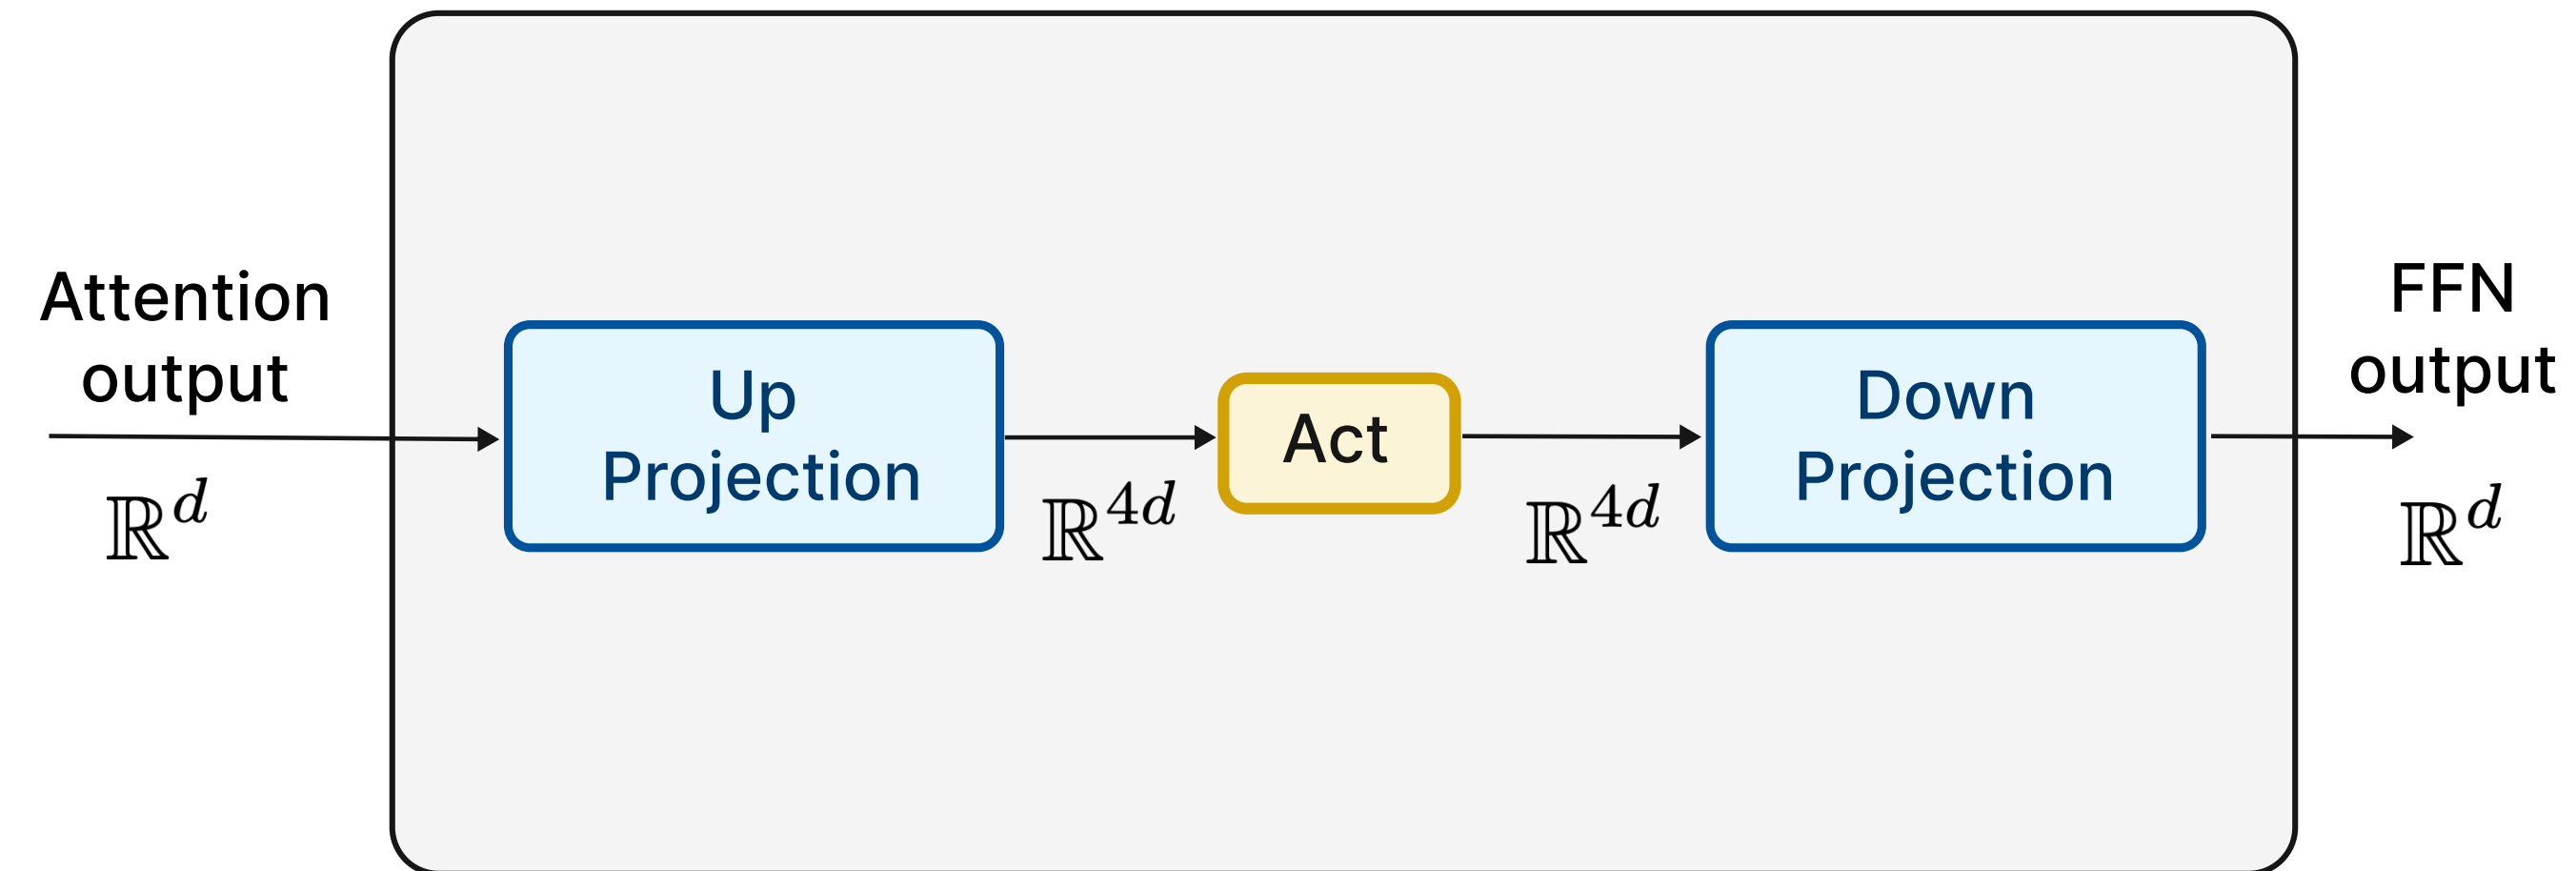 Attention
output
ℝ^d
Up
Projection
ℝ^{4d}
Act
ℝ^{4d}
Down
Projection
FFN
output
ℝ^d